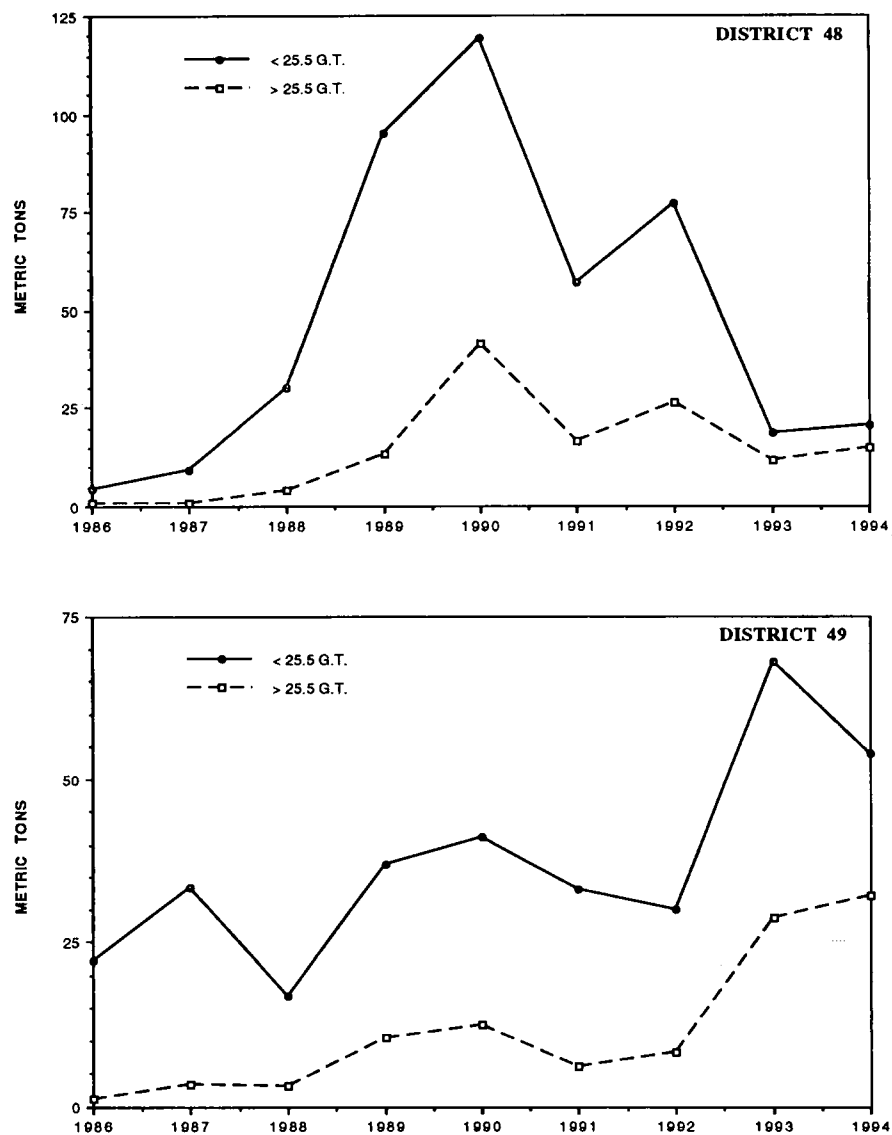 DISTRICT 48
< 25.5 G.T.
> 25.5 G.T.
125
100
75
50
25
0
METRIC TONS
1986 1987 1988 1989 1990 1991 1992 1993 1994
DISTRICT 49
< 25.5 G.T.
> 25.5 G.T.
75
50
25
0
METRIC TONS
1986 1987 1988 1989 1990 1991 1992 1993 1994